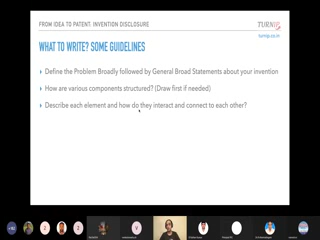 FROM IDEA TO PATENT: INVENTION DISCLOSURE
TURNIP
turnip.co.in
WHAT TO WRITE? SOME GUIDELINES
Define the Problem Broadly followed by General Broad Statements about your invention
How are various components structured? (Draw first if needed)
Describe each element and how do they interact and connect to each other?